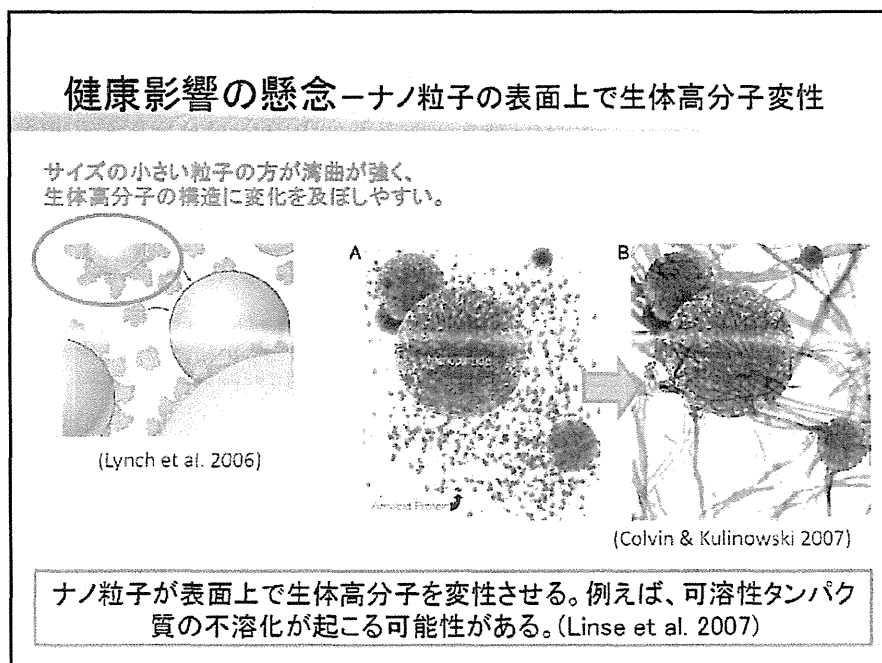 健康影響の懸念－ナノ粒子の表面上で生体高分子変性
サイズの小さい粒子の方が湾曲が強く、
生体高分子の構造に変化を及ぼしやすい。
A
B
Nanoparticle
Amyloid Protein
(Lynch et al. 2006)
(Colvin & Kulinowski 2007)
ナノ粒子が表面上で生体高分子を変性させる。例えば、可溶性タンパク
質の不溶化が起こる可能性がある。(Linse et al. 2007)